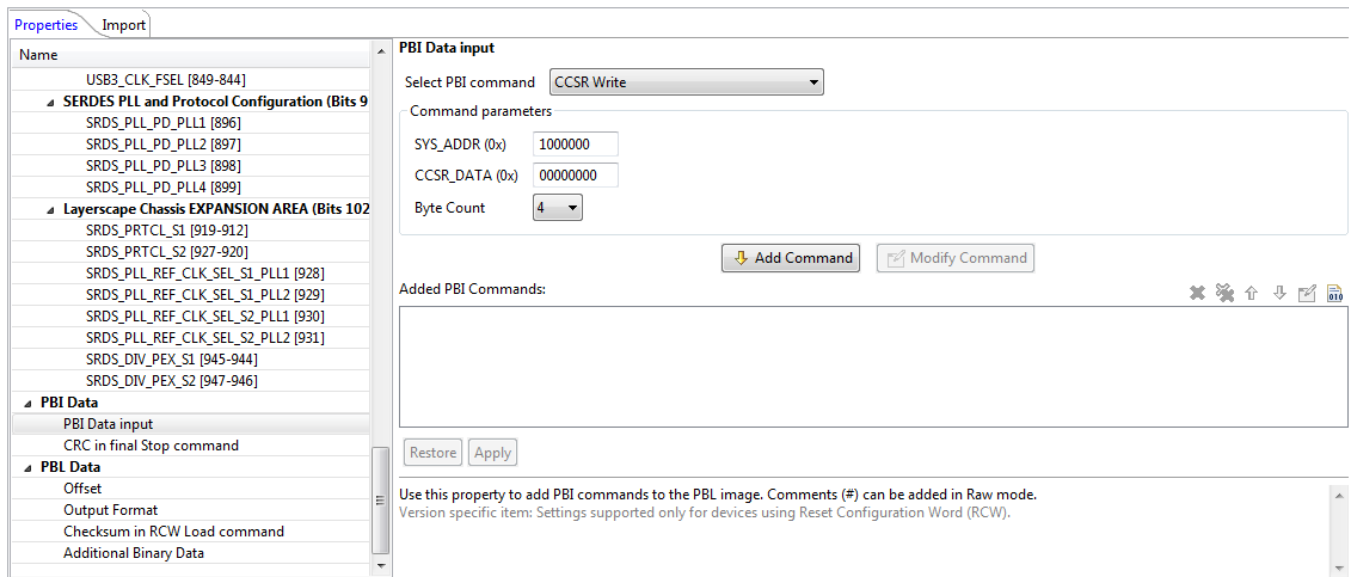 Properties Import
Name
USB3_CLK_FSEL [849-844]
SERDES PLL and Protocol Configuration (Bits 9
SRDS_PLL_PD_PLL1 [896]
SRDS_PLL_PD_PLL2 [897]
SRDS_PLL_PD_PLL3 [898]
SRDS_PLL_PD_PLL4 [899]
Layerscape Chassis EXPANSION AREA (Bits 102
SRDS_PRTCL_S1 [919-912]
SRDS_PRTCL_S2 [927-920]
SRDS_PLL_REF_CLK_SEL_S1_PLL1 [928]
SRDS_PLL_REF_CLK_SEL_S1_PLL2 [929]
SRDS_PLL_REF_CLK_SEL_S2_PLL1 [930]
SRDS_PLL_REF_CLK_SEL_S2_PLL2 [931]
SRDS_DIV_PEX_S1 [945-944]
SRDS_DIV_PEX_S2 [947-946]
PBI Data
PBI Data input
CRC in final Stop command
PBL Data
Offset
Output Format
Checksum in RCW Load command
Additional Binary Data
PBI Data input
Select PBI command CCSR Write
Command parameters
SYS_ADDR (0x) 1000000
CCSR_DATA (0x) 00000000
Byte Count 4
Add Command Modify Command
Added PBI Commands:
010
Restore Apply
Use this property to add PBI commands to the PBL image. Comments (#) can be added in Raw mode.
Version specific item: Settings supported only for devices using Reset Configuration Word (RCW).